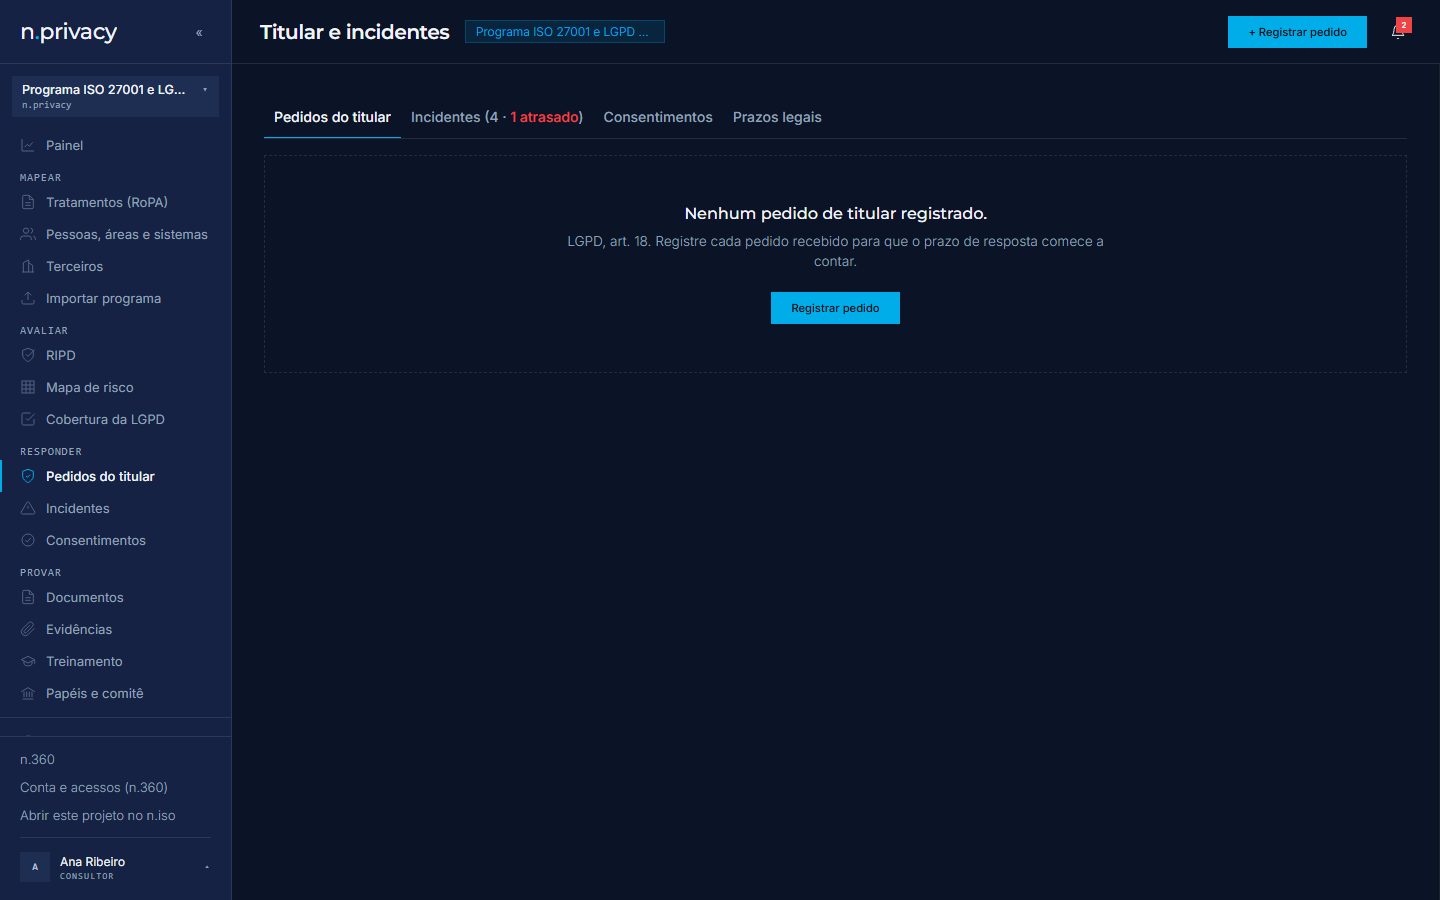 n.privacy
«
Programa ISO 27001 e LG...
n.privacy
Painel
MAPEAR
Tratamentos (RoPA)
Pessoas, áreas e sistemas
Terceiros
Importar programa
AVALIAR
RIPD
Mapa de risco
Cobertura da LGPD
RESPONDER
Pedidos do titular
Incidentes
Consentimentos
PROVAR
Documentos
Evidências
Treinamento
Papéis e comitê
n.360
Conta e acessos (n.360)
Abrir este projeto no n.iso
A
Ana Ribeiro
CONSULTOR
Titular e incidentes
Programa ISO 27001 e LGPD ...
+ Registrar pedido
2
Pedidos do titular
Incidentes (4 · 1 atrasado)
Consentimentos
Prazos legais
Nenhum pedido de titular registrado.
LGPD, art. 18. Registre cada pedido recebido para que o prazo de resposta comece a
contar.
Registrar pedido